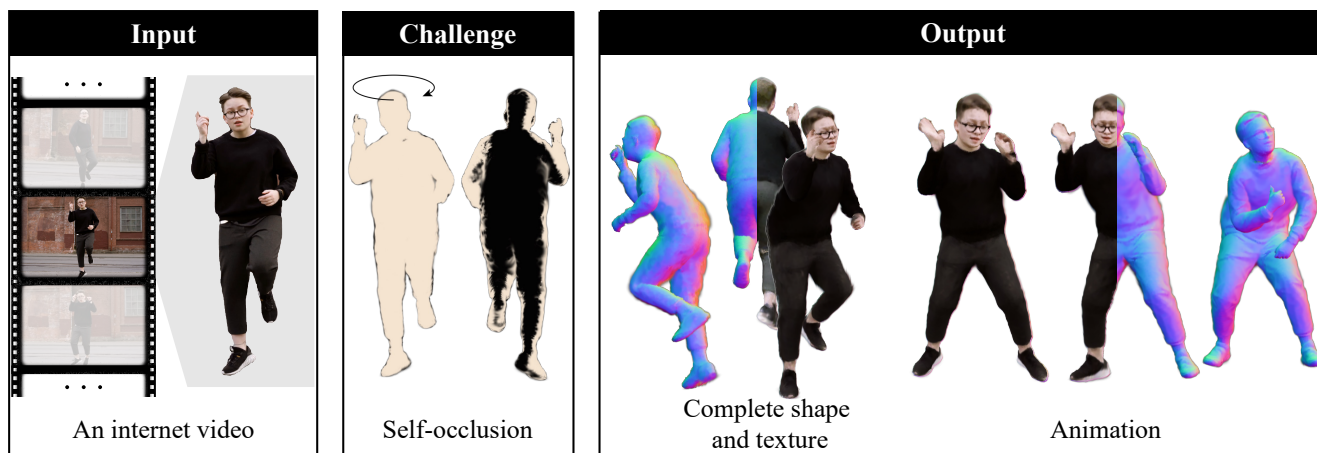 Input
Challenge
Output
An internet video
Self-occlusion
Complete shape
and texture
Animation